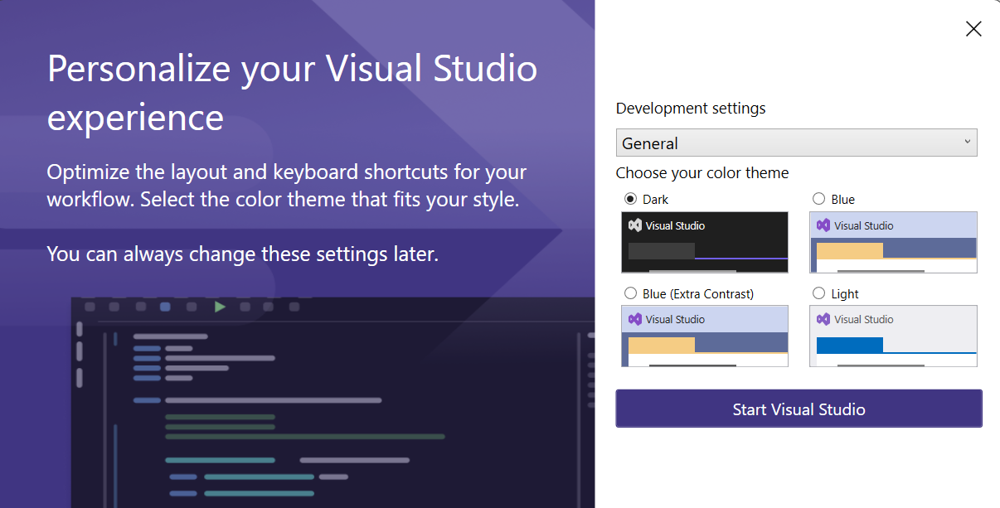 Personalize your Visual Studio
experience
Optimize the layout and keyboard shortcuts for your
workflow. Select the color theme that fits your style.
You can always change these settings later.
Development settings
General
Choose your color theme
Dark
Blue
Visual Studio
Visual Studio
Blue (Extra Contrast)
Light
Visual Studio
Visual Studio
Start Visual Studio